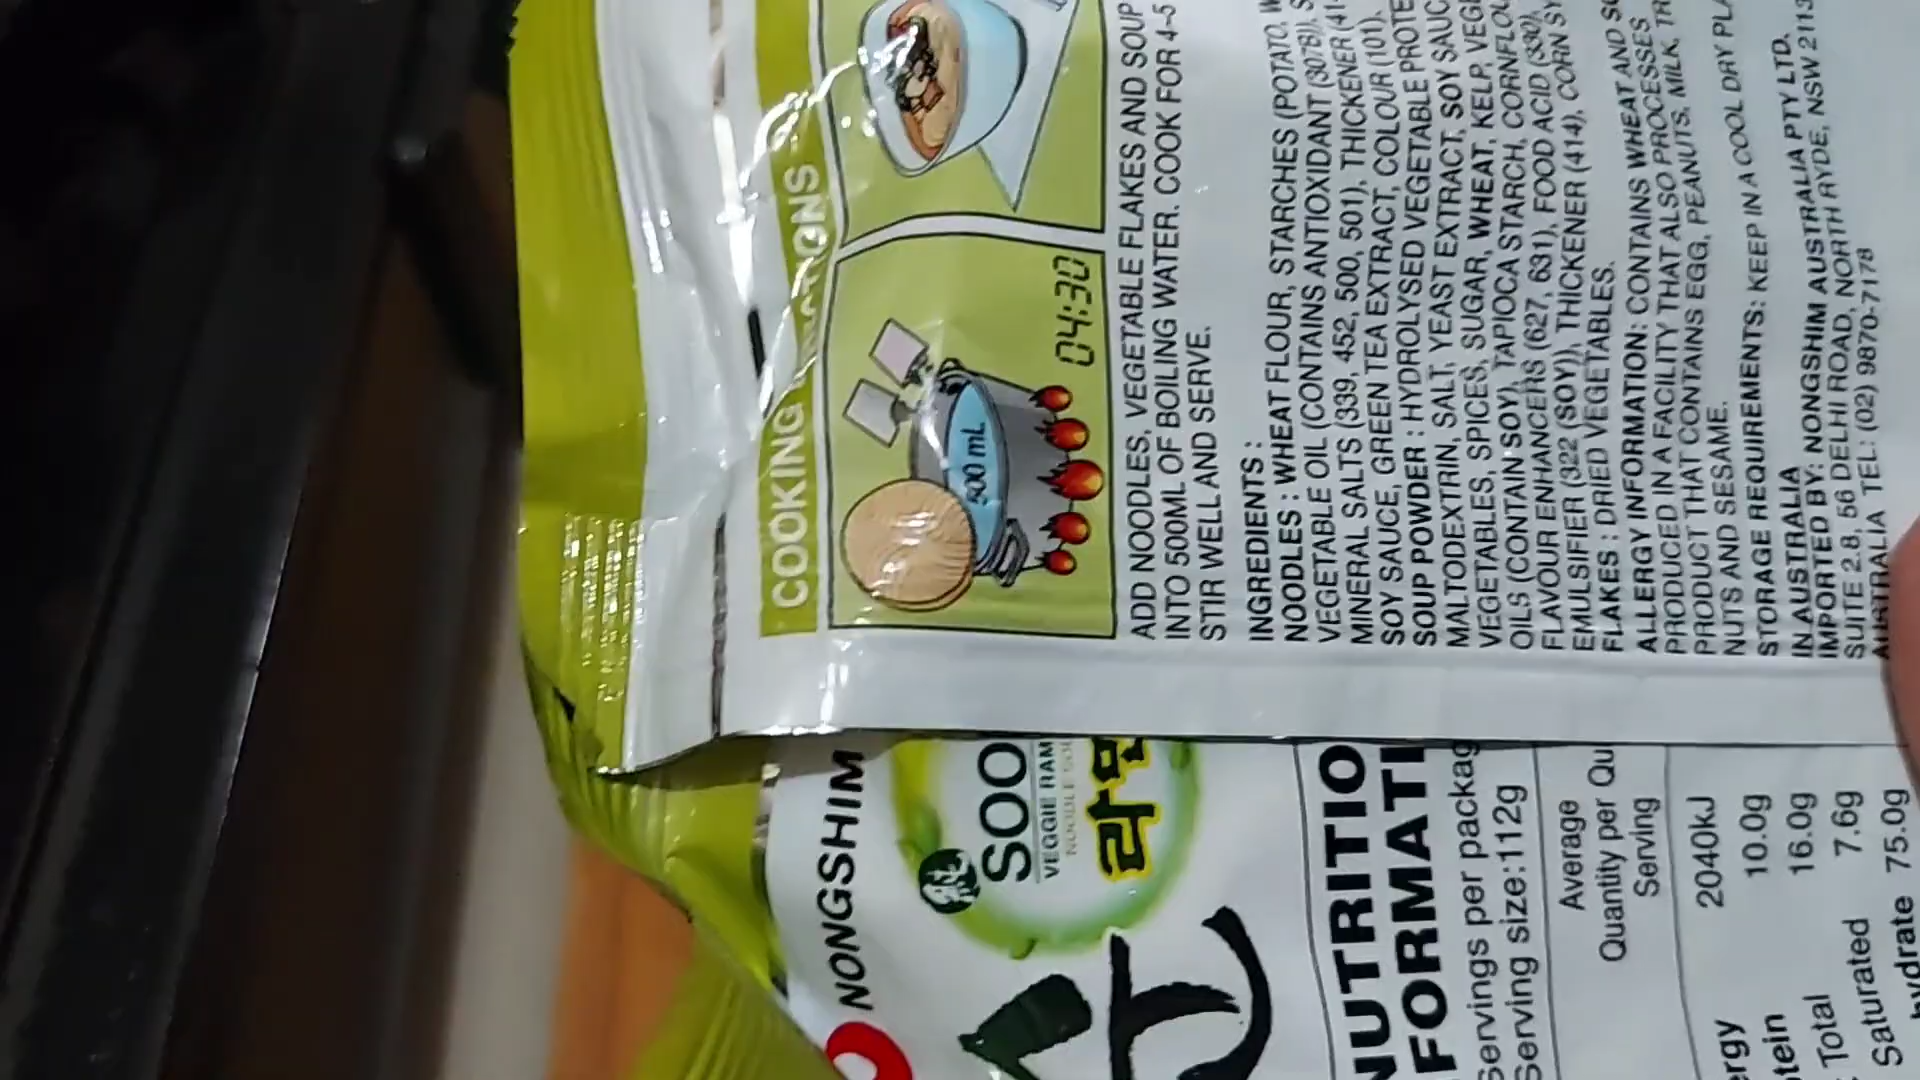 COOKING
04:30
500 mL
ADD NOODLES, VEGETABLE FLAKES AND SOUP
INTO 500ML OF BOILING WATER. COOK FOR 4-5
STIR WELL AND SERVE.
INGREDIENTS :
NOODLES : WHEAT FLOUR, STARCHES (POTATO,
VEGETABLE OIL (CONTAINS ANTIOXIDANT (307B)),
MINERAL SALTS (339, 452, 500, 501), THICKENER
SOY SAUCE, GREEN TEA EXTRACT, COLOUR (101).
SOUP POWDER : HYDROLYSED VEGETABLE
MALTODEXTRIN, SALT, YEAST EXTRACT, SOY
VEGETABLES, SPICES, SUGAR, WHEAT, KELP,
OILS (CONTAIN SOY), TAPIOCA STARCH,
FLAVOUR ENHANCERS (627, 631), FOOD ACID (330),
EMULSIFIER (322 (SOY)), THICKENER (414), CORN
FLAKES : DRIED VEGETABLES.
ALLERGY INFORMATION: CONTAINS WHEAT AND
PRODUCED IN A FACILITY THAT ALSO PROCESSES
PRODUCT THAT CONTAINS EGG, PEANUTS, MILK,
NUTS AND SESAME.
STORAGE REQUIREMENTS: KEEP IN A COOL DRY
IN AUSTRALIA
IMPORTED BY: NONGSHIM AUSTRALIA PTY LTD.
SUITE 2.8, 56 DELHI ROAD, NORTH RYDE, NSW 2113
AUSTRALIA TEL: (02) 9870-7178
NONGSHIM
SOO
VEGGIE RAM
라면
NUTRITIO
FORMATI
Servings per packag
Serving size:112g
Average
Quantity per Qu
Serving
ergy 2040kJ
tein 10.0g
Total 16.0g
Saturated 7.6g
hydrate 75.0g